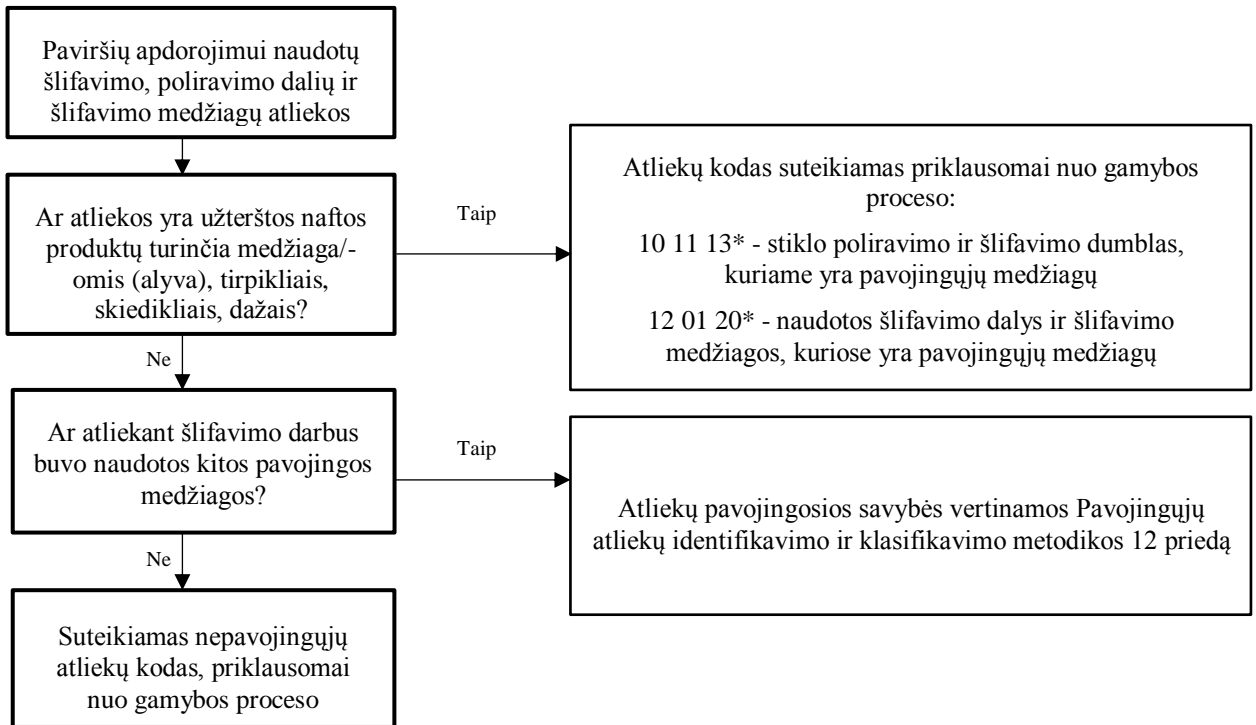 Paviršių apdorojimui naudotų
šlifavimo, poliravimo dalių ir
šlifavimo medžiagų atliekos
Ar atliekos yra užterštos naftos
produktų turinčia medžiaga/-
omis (alyva), tirpikliais,
skiedikliais, dažais?
Taip
Atliekų kodas suteikiamas priklausomai nuo gamybos
proceso:
10 11 13* - stiklo poliravimo ir šlifavimo dumblas,
kuriame yra pavojingųjų medžiagų
12 01 20* - naudotos šlifavimo dalys ir šlifavimo
medžiagos, kuriose yra pavojingųjų medžiagų
Ne
Ar atliekant šlifavimo darbus
buvo naudotos kitos pavojingos
medžiagos?
Taip
Atliekų pavojingosios savybės vertinamos Pavojingųjų
atliekų identifikavimo ir klasifikavimo metodikos 12 priedą
Ne
Suteikiamas nepavojingųjų
atliekų kodas, priklausomai
nuo gamybos proceso